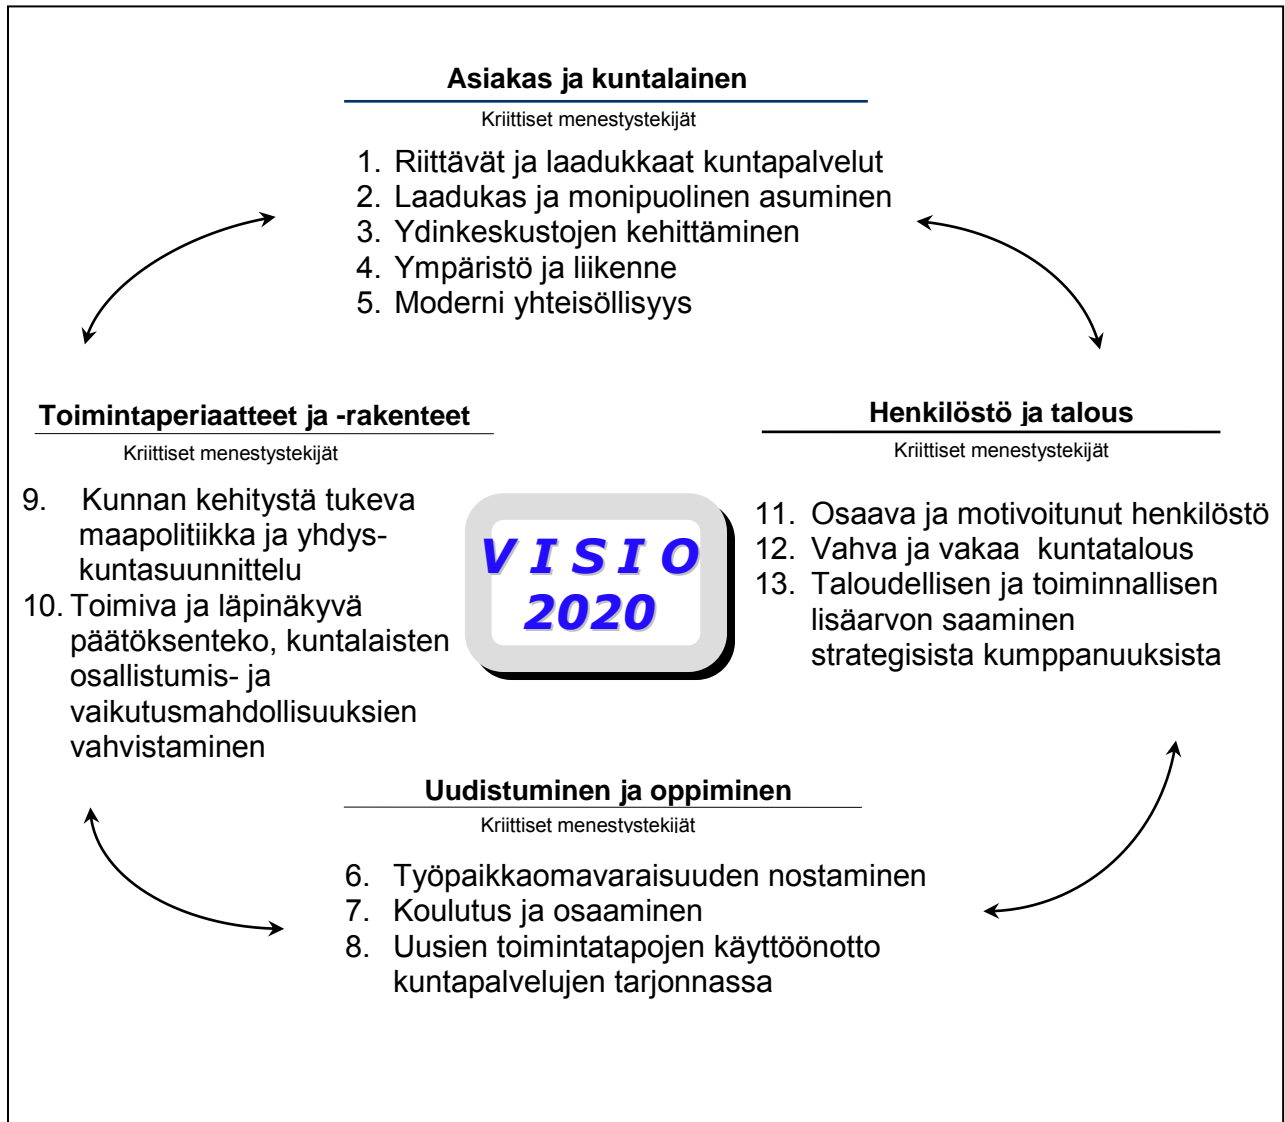 Asiakas ja kuntalainen
Kriittiset menestystekijät
1. Riittävät ja laadukkaat kuntapalvelut
2. Laadukas ja monipuolinen asuminen
3. Ydinkeskustojen kehittäminen
4. Ympäristö ja liikenne
5. Moderni yhteisöllisyys
Toimintaperiaatteet ja -rakenteet
Kriittiset menestystekijät
9. Kunnan kehitystä tukeva
maapolitiikka ja yhdys-
kuntasuunnittelu
10. Toimiva ja läpinäkyvä
päätöksenteko, kuntalaisten
osallistumis- ja
vaikutusmahdollisuuksien
vahvistaminen
VISIO
2020
Henkilöstö ja talous
Kriittiset menestystekijät
11. Osaava ja motivoitunut henkilöstö
12. Vahva ja vakaa kuntatalous
13. Taloudellisen ja toiminnallisen
lisäarvon saaminen
strategisista kumppanuuksista
Uudistuminen ja oppiminen
Kriittiset menestystekijät
6. Työpaikkaomavaraisuuden nostaminen
7. Koulutus ja osaaminen
8. Uusien toimintatapojen käyttöönotto
kuntapalvelujen tarjonnassa